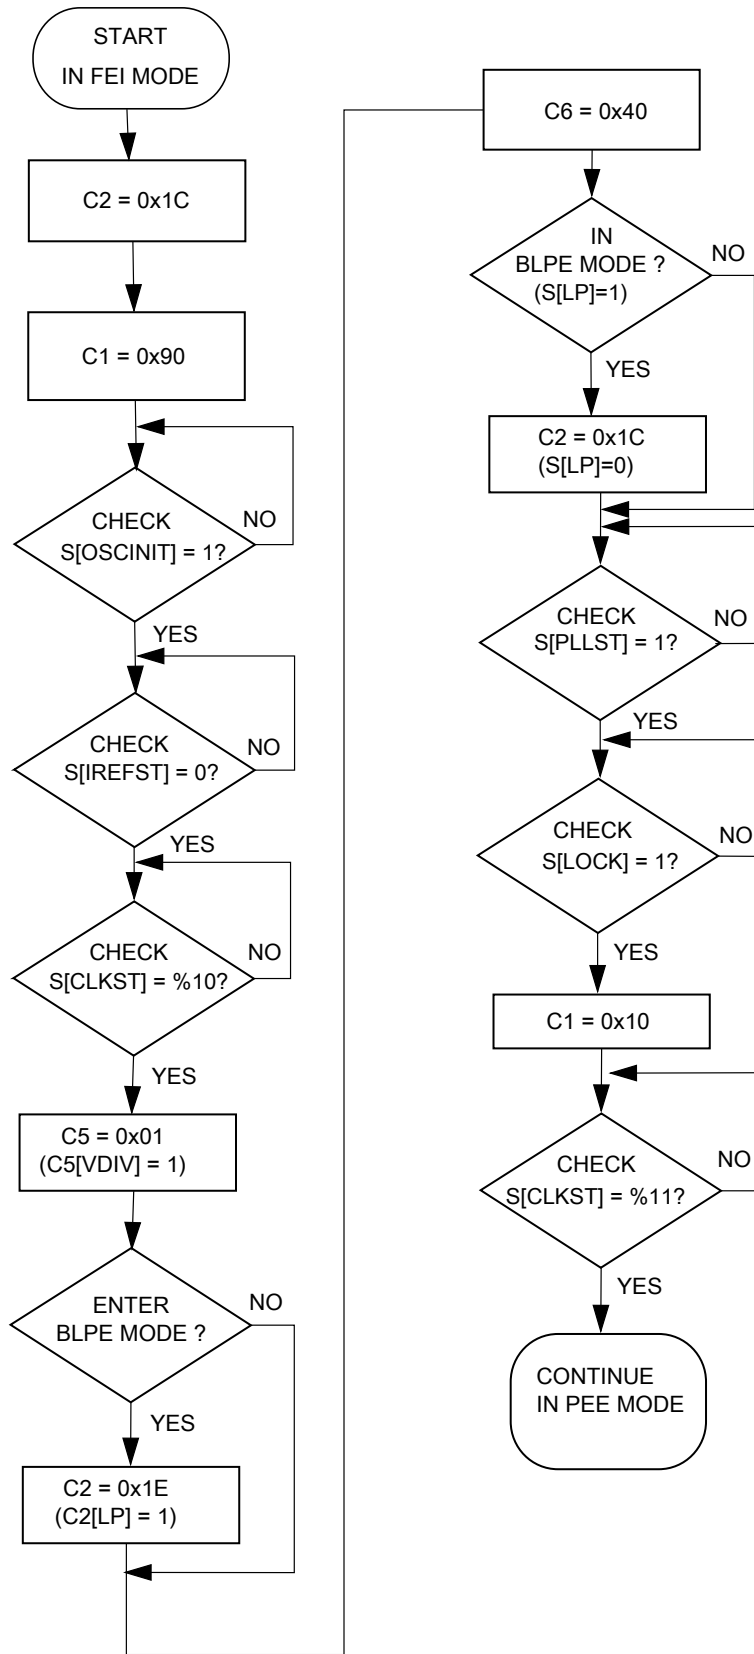 START
IN FEI MODE
C2 = 0x1C
C1 = 0x90
CHECK
S[OSCINIT] = 1?
NO
YES
CHECK
S[IREFST] = 0?
NO
YES
CHECK
S[CLKST] = %10?
NO
YES
C5 = 0x01
(C5[VDIV] = 1)
ENTER
BLPE MODE ?
NO
YES
C2 = 0x1E
(C2[LP] = 1)
C6 = 0x40
IN
BLPE MODE ?
(S[LP]=1)
NO
YES
C2 = 0x1C
(S[LP]=0)
CHECK
S[PLLST] = 1?
NO
YES
CHECK
S[LOCK] = 1?
NO
YES
C1 = 0x10
CHECK
S[CLKST] = %11?
NO
YES
CONTINUE
IN PEE MODE